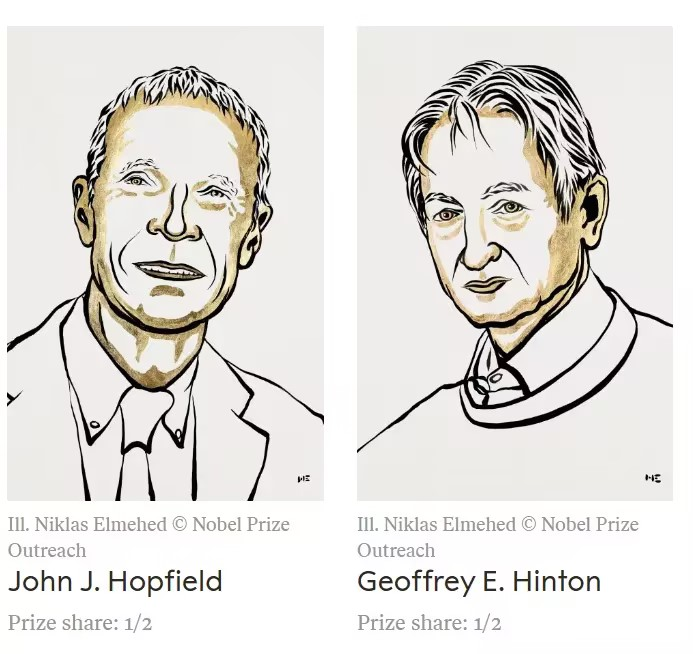 Ill. Niklas Elmehed © Nobel Prize
Outreach
John J. Hopfield
Prize share: 1/2
Ill. Niklas Elmehed © Nobel Prize
Outreach
Geoffrey E. Hinton
Prize share: 1/2